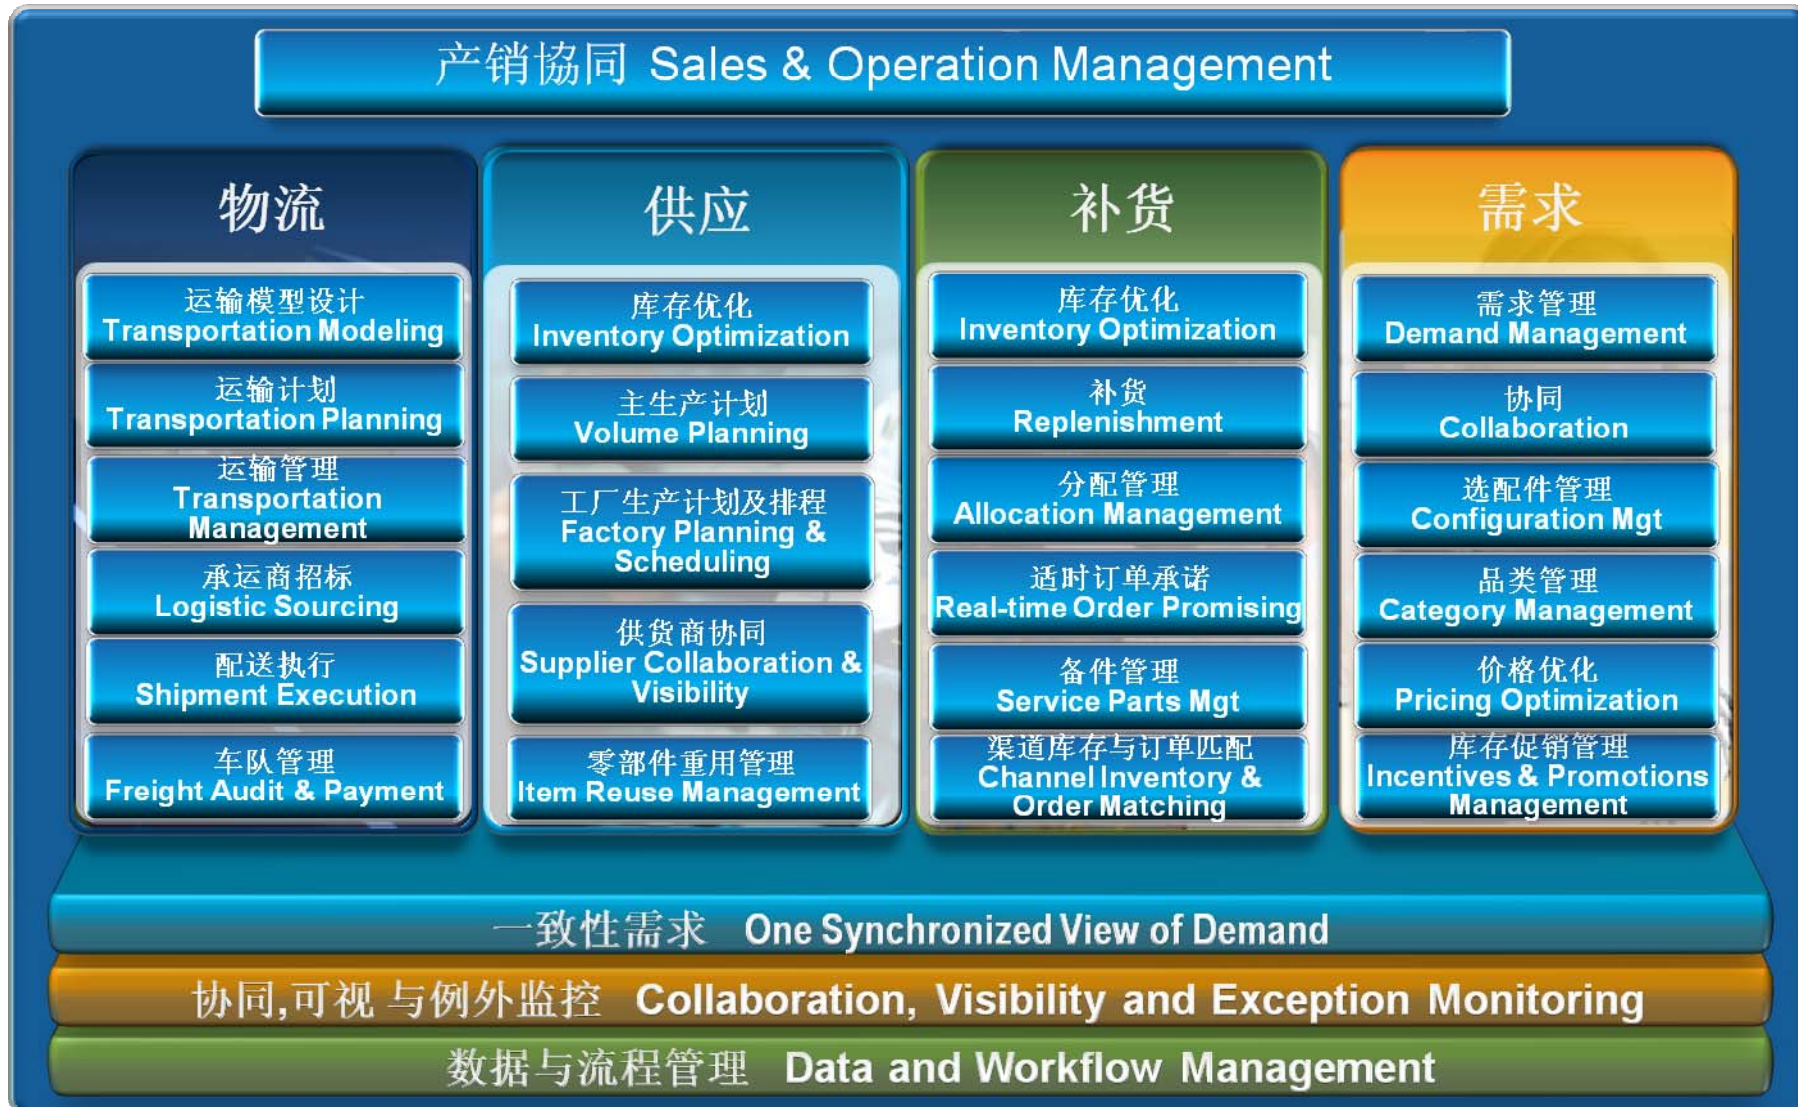 产销協同 Sales & Operation Management
物流
运输模型设计
Transportation Modeling
运输计划
Transportation Planning
运输管理
Transportation
Management
承运商招标
Logistic Sourcing
配送执行
Shipment Execution
车队管理
Freight Audit & Payment
供应
库存优化
Inventory Optimization
主生产计划
Volume Planning
工厂生产计划及排程
Factory Planning &
Scheduling
供货商协同
Supplier Collaboration &
Visibility
零部件重用管理
Item Reuse Management
补货
库存优化
Inventory Optimization
补货
Replenishment
分配管理
Allocation Management
适时订单承诺
Real-time Order Promising
备件管理
Service Parts Mgt
渠道库存与订单匹配
Channel Inventory &
Order Matching
需求
需求管理
Demand Management
协同
Collaboration
选配件管理
Configuration Mgt
品类管理
Category Management
价格优化
Pricing Optimization
库存促销管理
Incentives & Promotions
Management
一致性需求 One Synchronized View of Demand
协同,可视 与例外监控 Collaboration, Visibility and Exception Monitoring
数据与流程管理 Data and Workflow Management